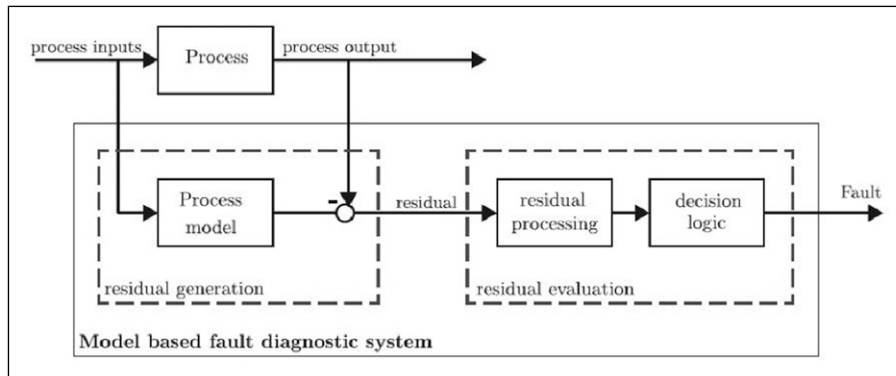 process inputs
Process
process output
Process
model
-
residual
residual
processing
decision
logic
Fault
residual generation
residual evaluation
Model based fault diagnostic system